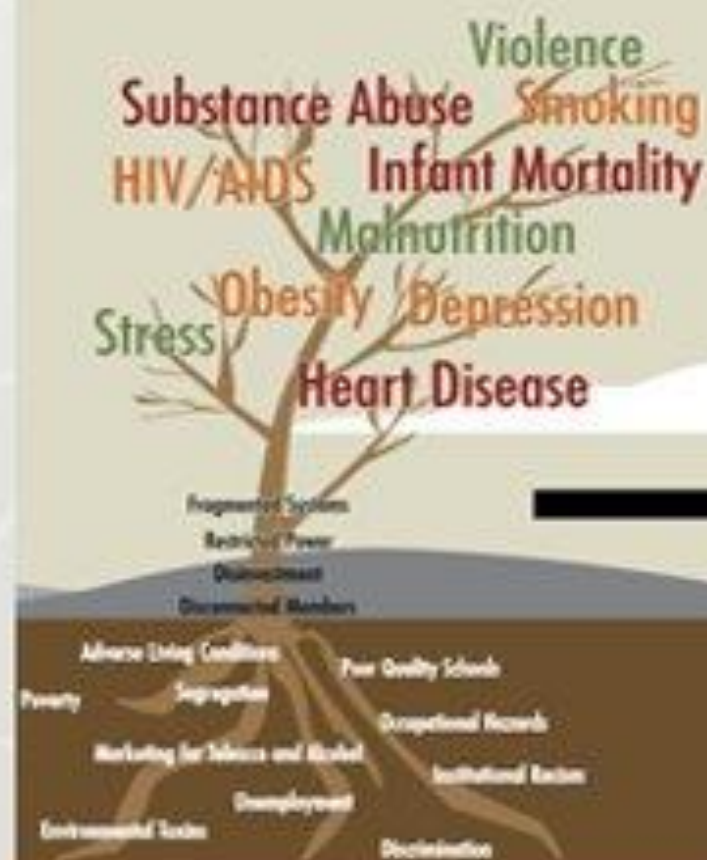 Violence
Substance Abuse Smoking
HIV/AIDS Infant Mortality
Malnutrition
Obesity Depression
Stress
Heart Disease
Fragmented Systems
Restricted Power
Disinvestment
Disconnected Members
Adverse Living Conditions
Poor Quality Schools
Poverty Segregation
Occupational Hazards
Marketing for Tobacco and Alcohol
Institutional Racism
Unemployment
Environmental Toxins
Discrimination